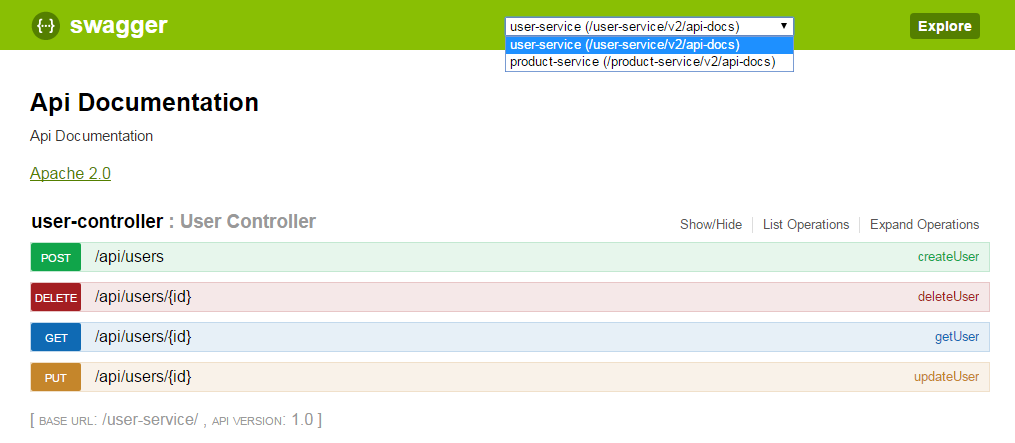 {···} swagger
user-service (/user-service/v2/api-docs)
user-service (/user-service/v2/api-docs)
product-service (/product-service/v2/api-docs)
Explore
Api Documentation
Api Documentation
Apache 2.0
user-controller : User Controller
Show/Hide List Operations Expand Operations
POST /api/users createUser
DELETE /api/users/{id} deleteUser
GET /api/users/{id} getUser
PUT /api/users/{id} updateUser
[ BASE URL: /user-service/ , API VERSION: 1.0 ]